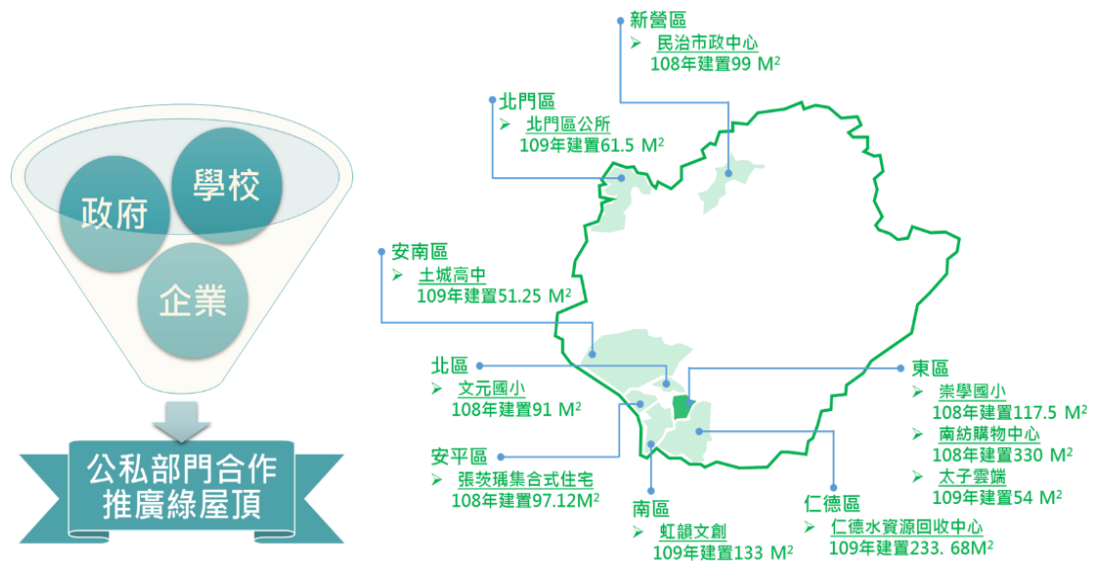 政府
學校
企業
公私部門合作
推廣綠屋頂
新營區
➢ 民治市政中心
108年建置99 M²
北門區
➢ 北門區公所
109年建置61.5 M²
安南區
➢ 土城高中
109年建置51.25 M²
北區
➢ 文元國小
108年建置91 M²
安平區
➢ 張茨瑀集合式住宅
108年建置97.12M²
南區
➢ 虹韻文創
109年建置133 M²
仁德區
➢ 仁德水資源回收中心
109年建置233. 68M²
東區
➢ 崇學國小
108年建置117.5 M²
➢ 南紡購物中心
108年建置330 M²
➢ 太子雲端
109年建置54 M²